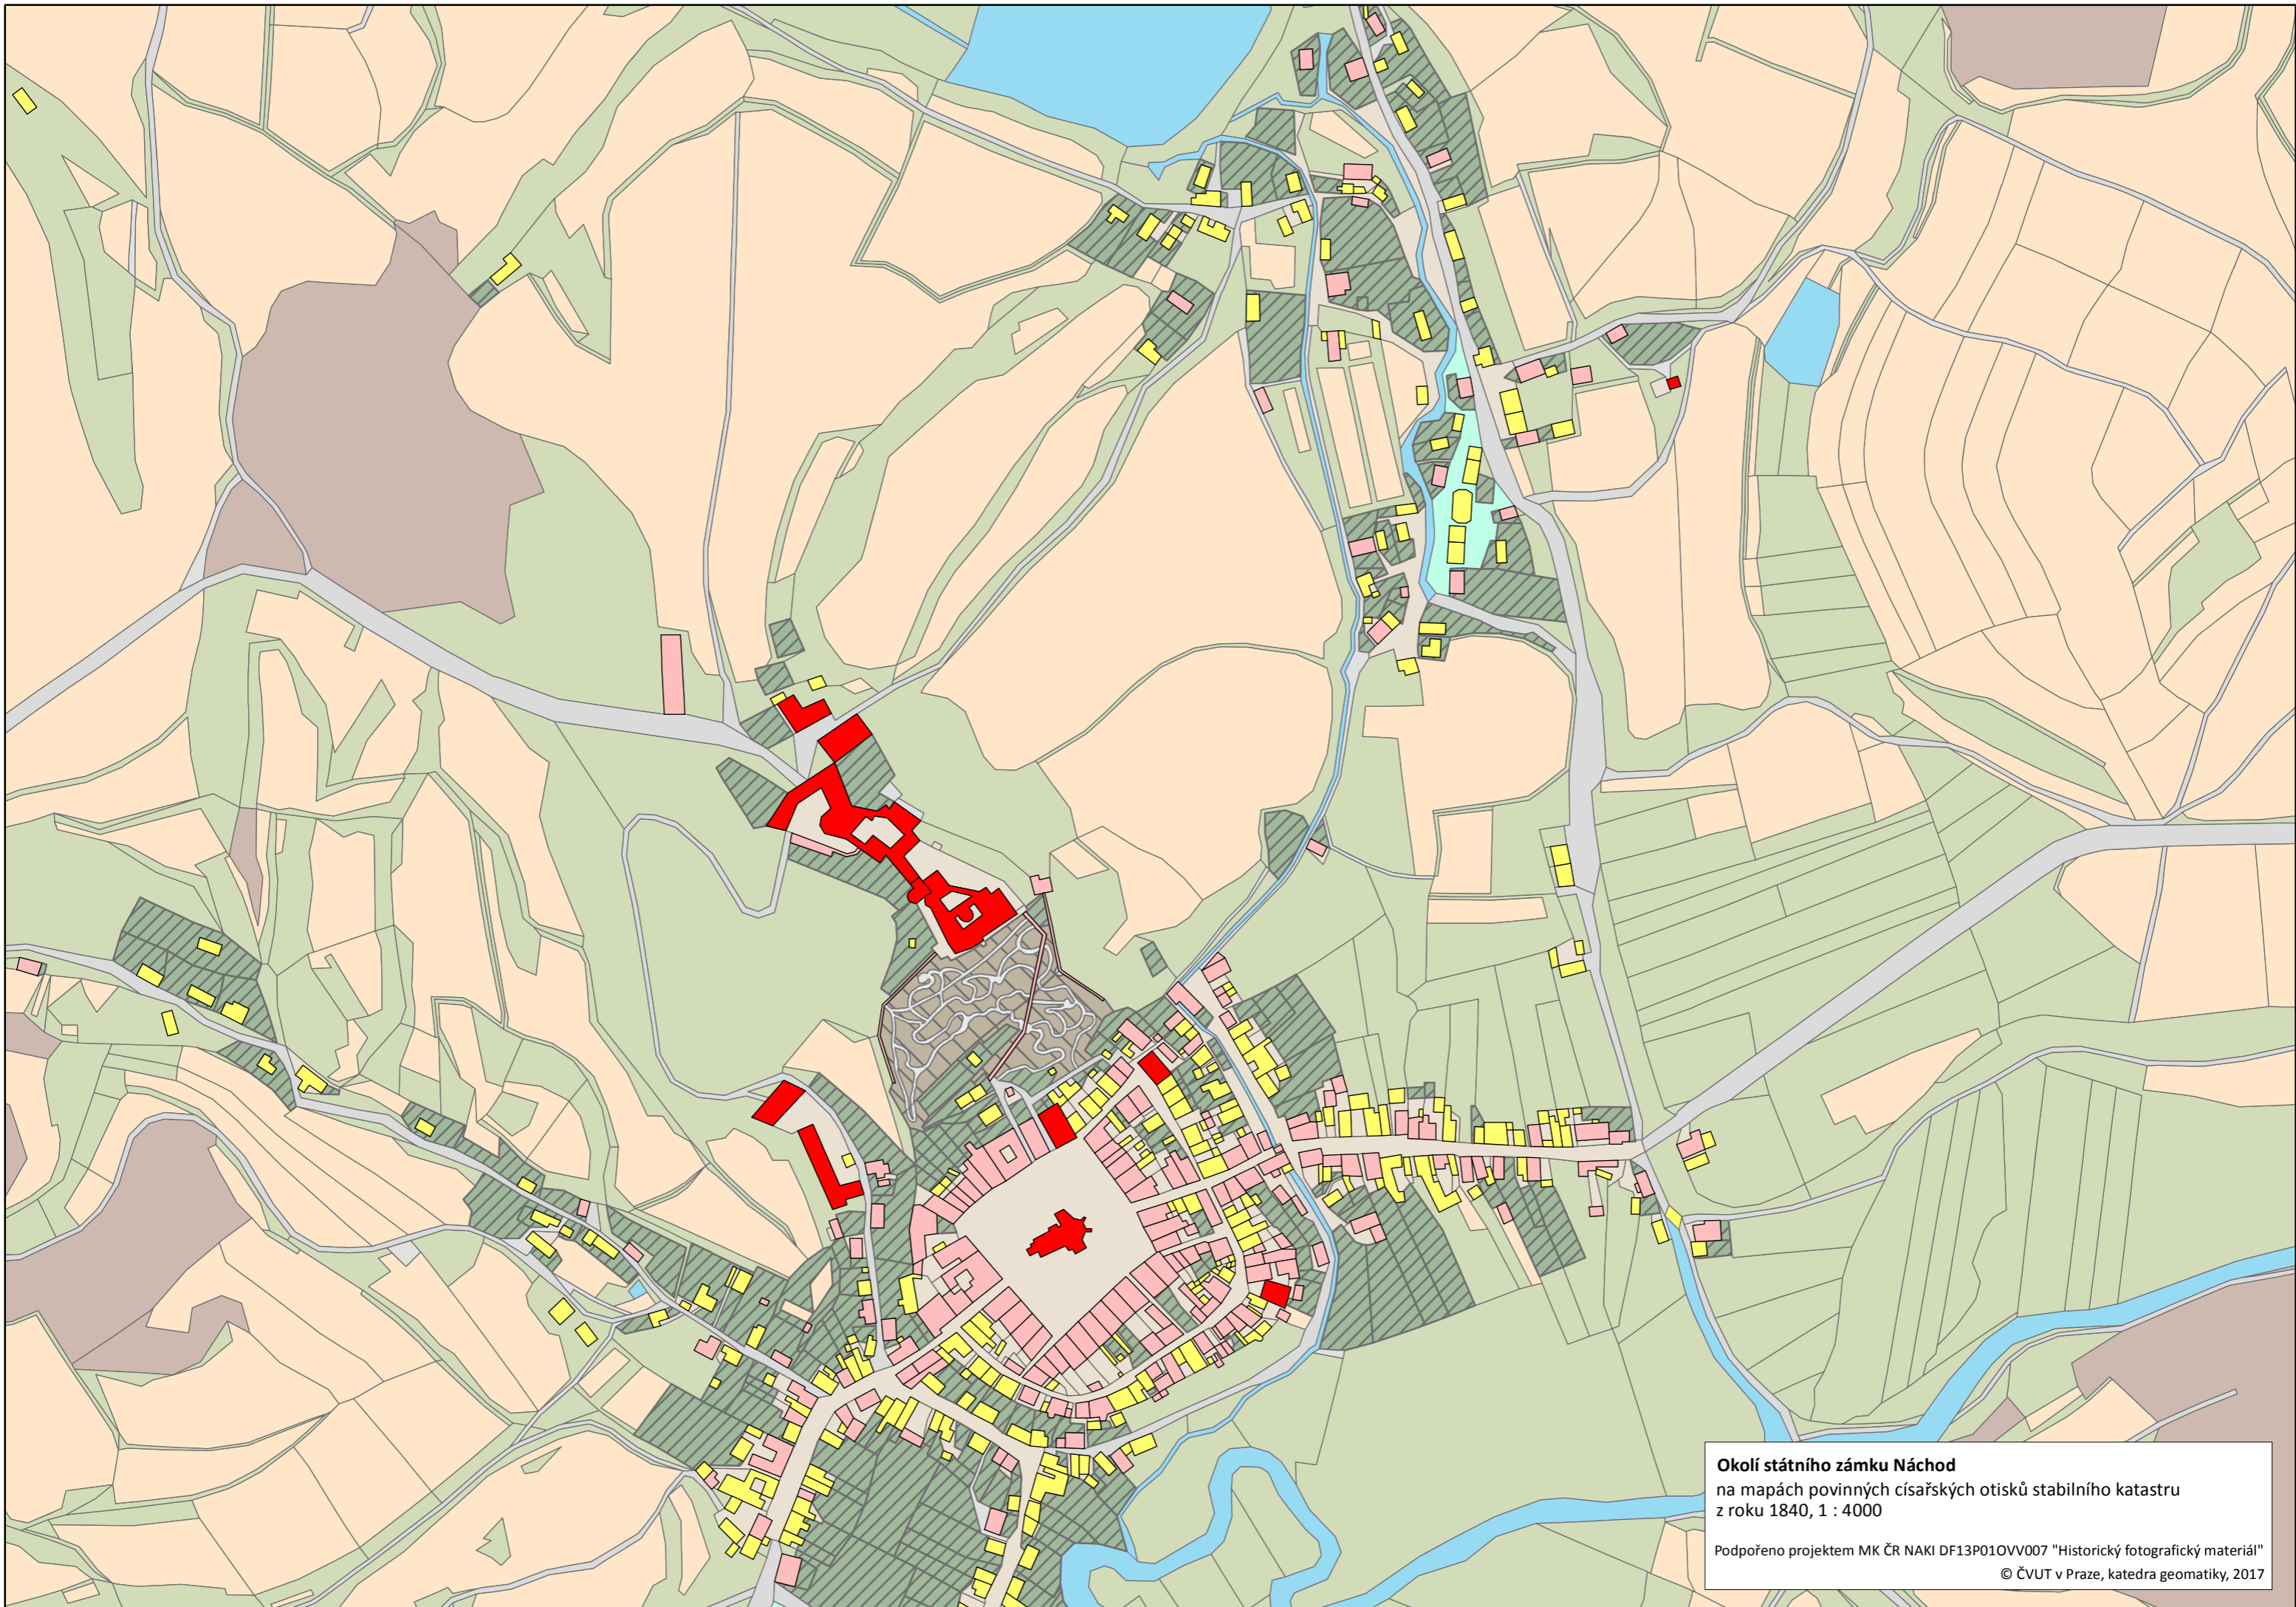 Okolí státního zámku Náchod
na mapách povinných císařských otisků stabilního katastru
z roku 1840, 1 : 4000
Podpořeno projektem MK ČR NAKI DF13P01OVV007 "Historický fotografický materiál"
© ČVUT v Praze, katedra geomatiky, 2017